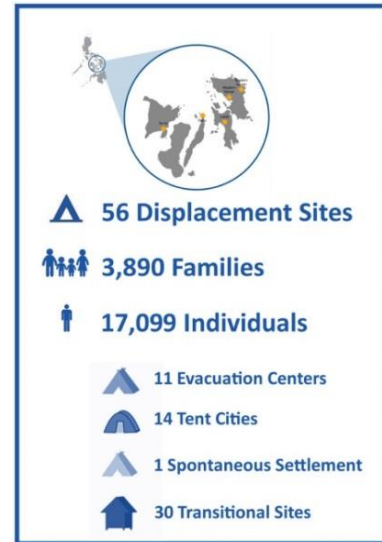 56 Displacement Sites
3,890 Families
17,099 Individuals
11 Evacuation Centers
14 Tent Cities
1 Spontaneous Settlement
30 Transitional Sites